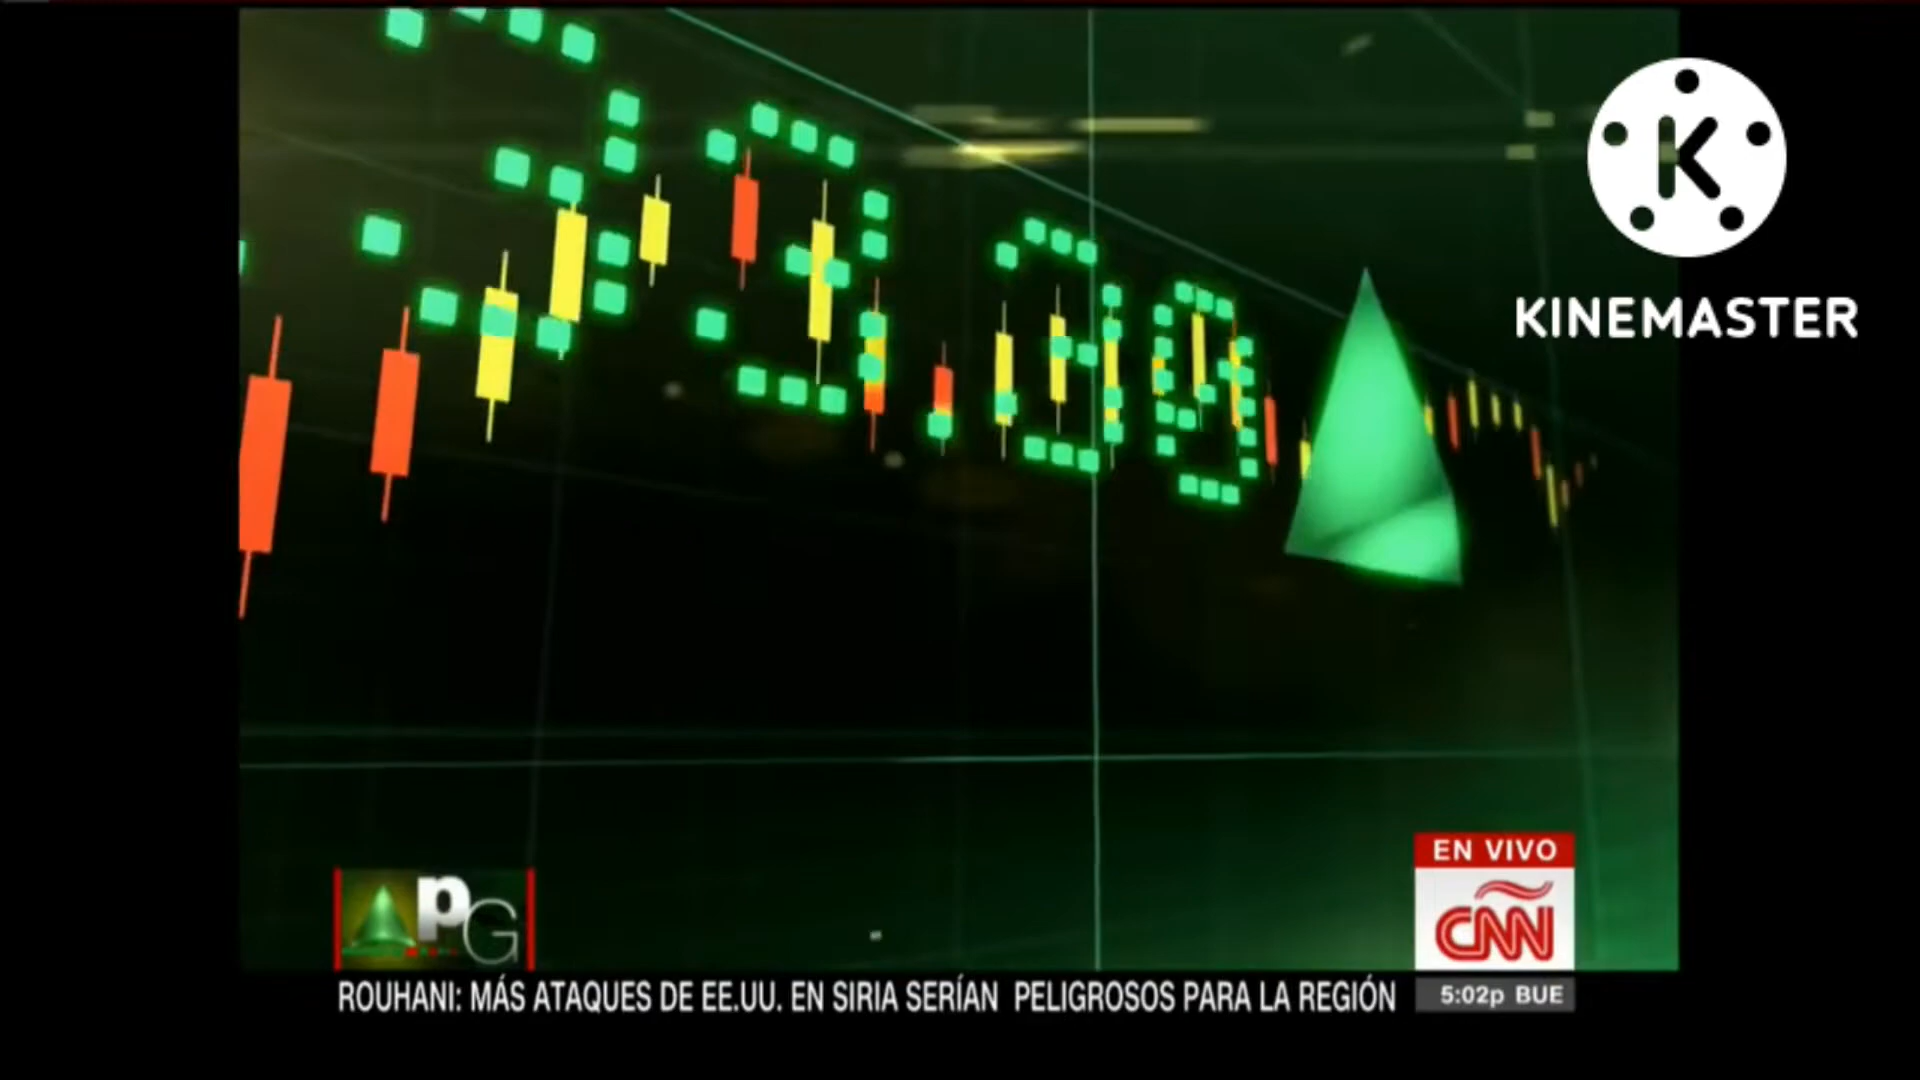 KINEMASTER
EN VIVO
CNN
PG
ROUHANI: MÁS ATAQUES DE EE.UU. EN SIRIA SERÍAN PELIGROSOS PARA LA REGIÓN
5:02p BUE